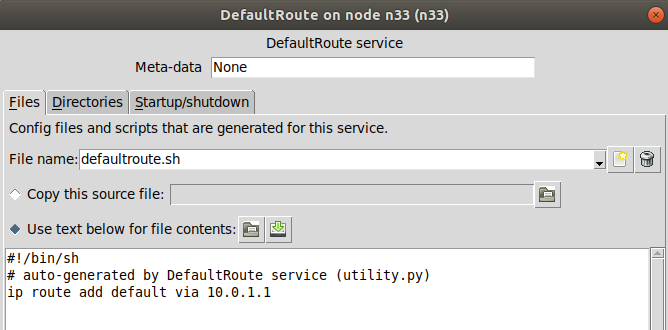 DefaultRoute on node n33 (n33)
DefaultRoute service
Meta-data None
Files Directories Startup/shutdown
Config files and scripts that are generated for this service.
File name: defaultroute.sh
Copy this source file:
Use text below for file contents:
#!/bin/sh
# auto-generated by DefaultRoute service (utility.py)
ip route add default via 10.0.1.1